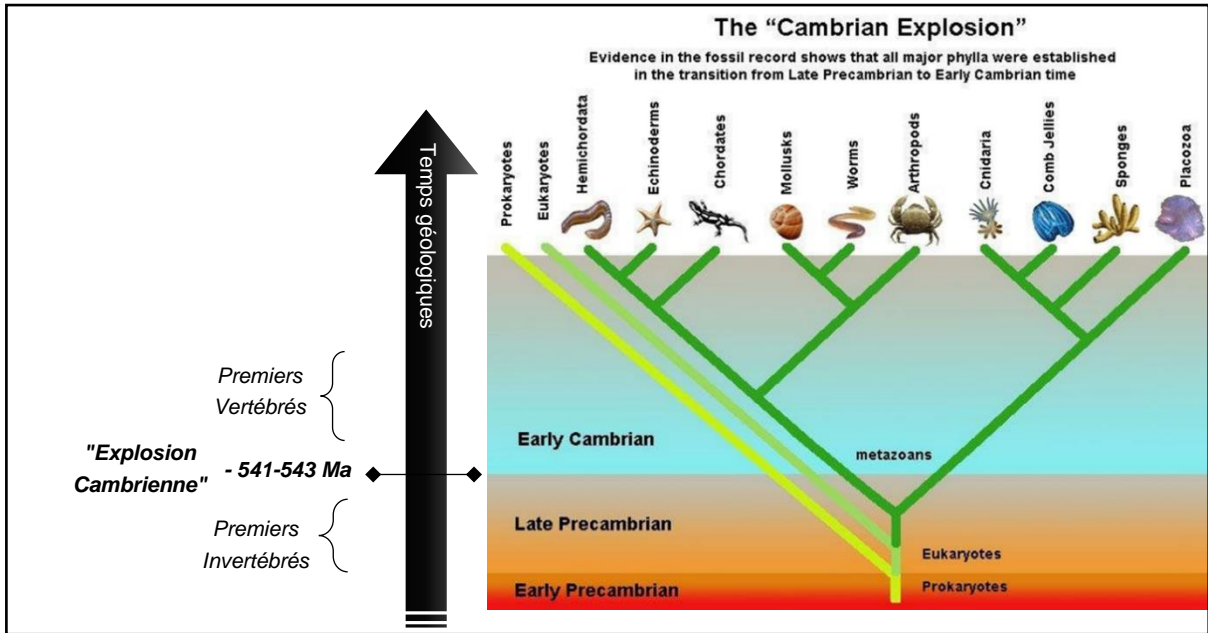 The “Cambrian Explosion”
Evidence in the fossil record shows that all major phylla were established
in the transition from Late Precambrian to Early Cambrian time
Prokaryotes
Eukaryotes
Hemichordata
Echinoderms
Chordates
Mollusks
Worms
Arthropods
Cnidaria
Comb Jellies
Sponges
Placozoa
Temps géologiques
Premiers
Vertébrés
"Explosion
Cambrienne"
- 541-543 Ma
Premiers
Invertébrés
Early Cambrian
metazoans
Late Precambrian
Eukaryotes
Early Precambrian
Prokaryotes